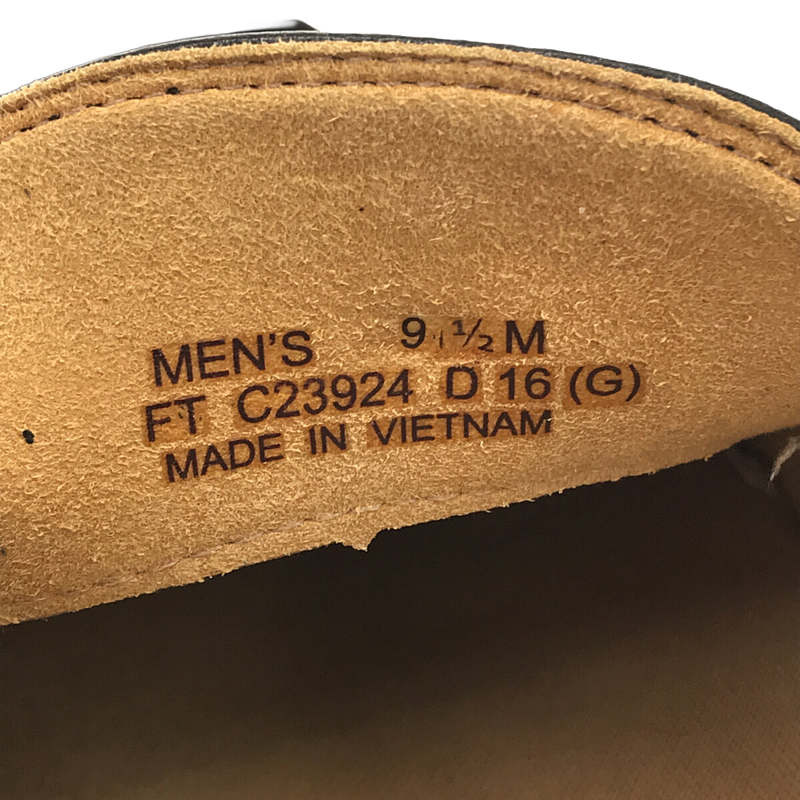 MEN'S 9 ½ M
FT C23924 D 16 (G)
MADE IN VIETNAM